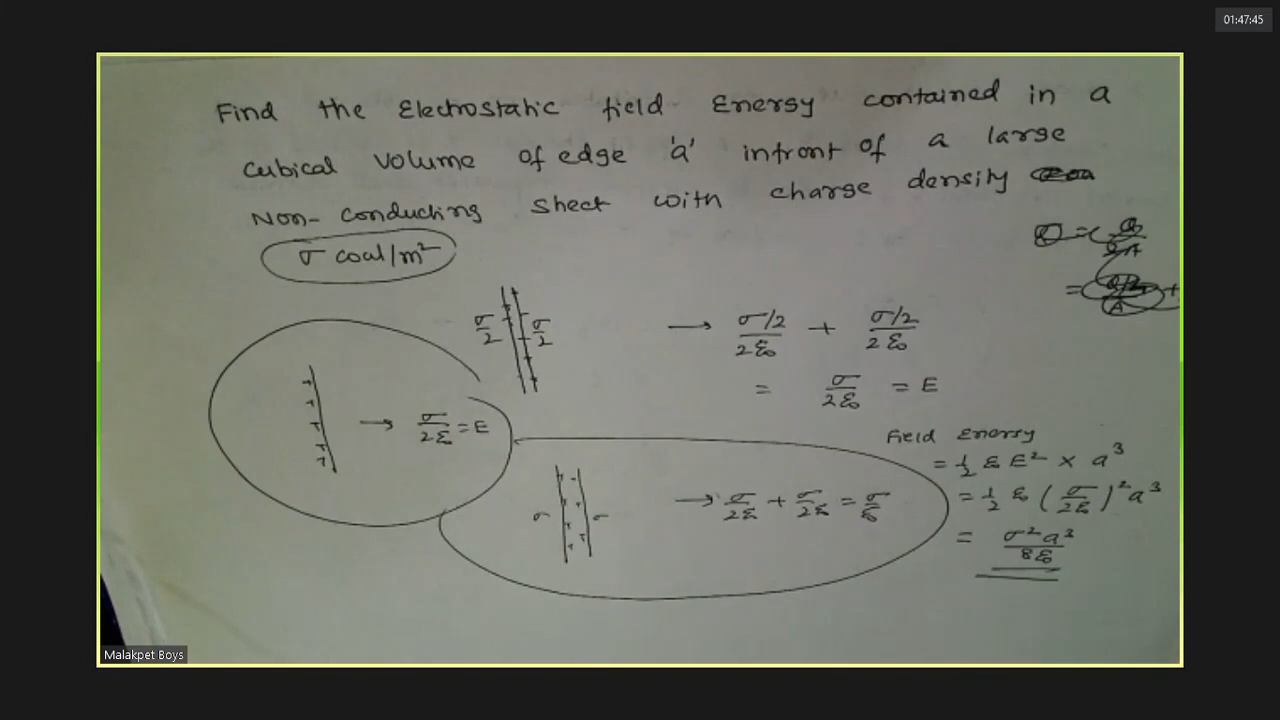 01:47:45
Find the Electrostatic field Energy contained in a
cubical volume of edge 'a' infront of a large
Non-conducting sheet with charge density
σ coul/m²
σ/2 σ/2 → (σ/2)/(2ε₀) + (σ/2)/(2ε₀)
= σ/(2ε₀) = E
→ σ/(2ε₀) = E
Field Energy
= ½ ε₀ E² × a³
σ σ → σ/(2ε₀) + σ/(2ε₀) = σ/ε₀
= ½ ε₀ (σ/(2ε₀))² a³
= σ²a³/(8ε₀)
Malakpet Boys